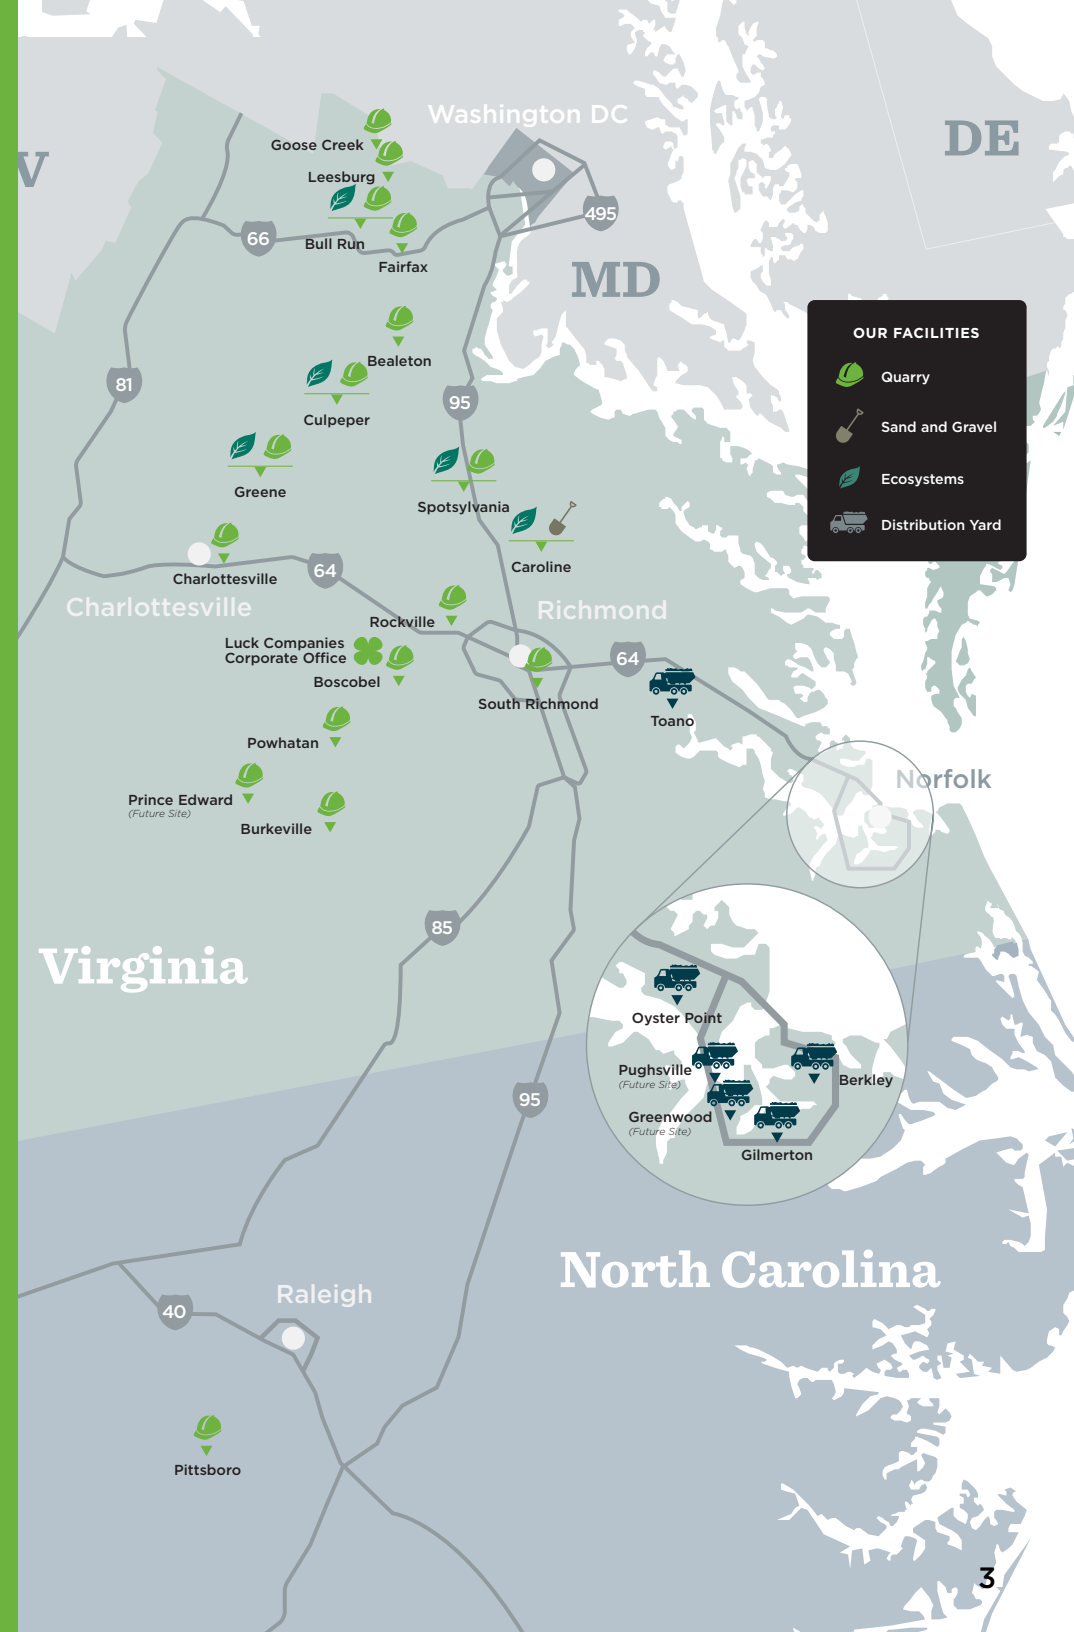 Washington DC
DE
Goose Creek
Leesburg
V
495
66
Bull Run
Fairfax
MD
OUR FACILITIES
Quarry
Sand and Gravel
Ecosystems
Distribution Yard
Bealeton
81
95
Culpeper
Greene
Spotsylvania
Caroline
64
Charlottesville
Charlottesville
Richmond
Rockville
Luck Companies
Corporate Office
64
Boscobel
South Richmond
Toano
Powhatan
Norfolk
Prince Edward
(Future Site)
Burkeville
85
Virginia
Oyster Point
Pughsville
(Future Site)
Berkley
95
Greenwood
(Future Site)
Gilmerton
North Carolina
Raleigh
40
Pittsboro
3